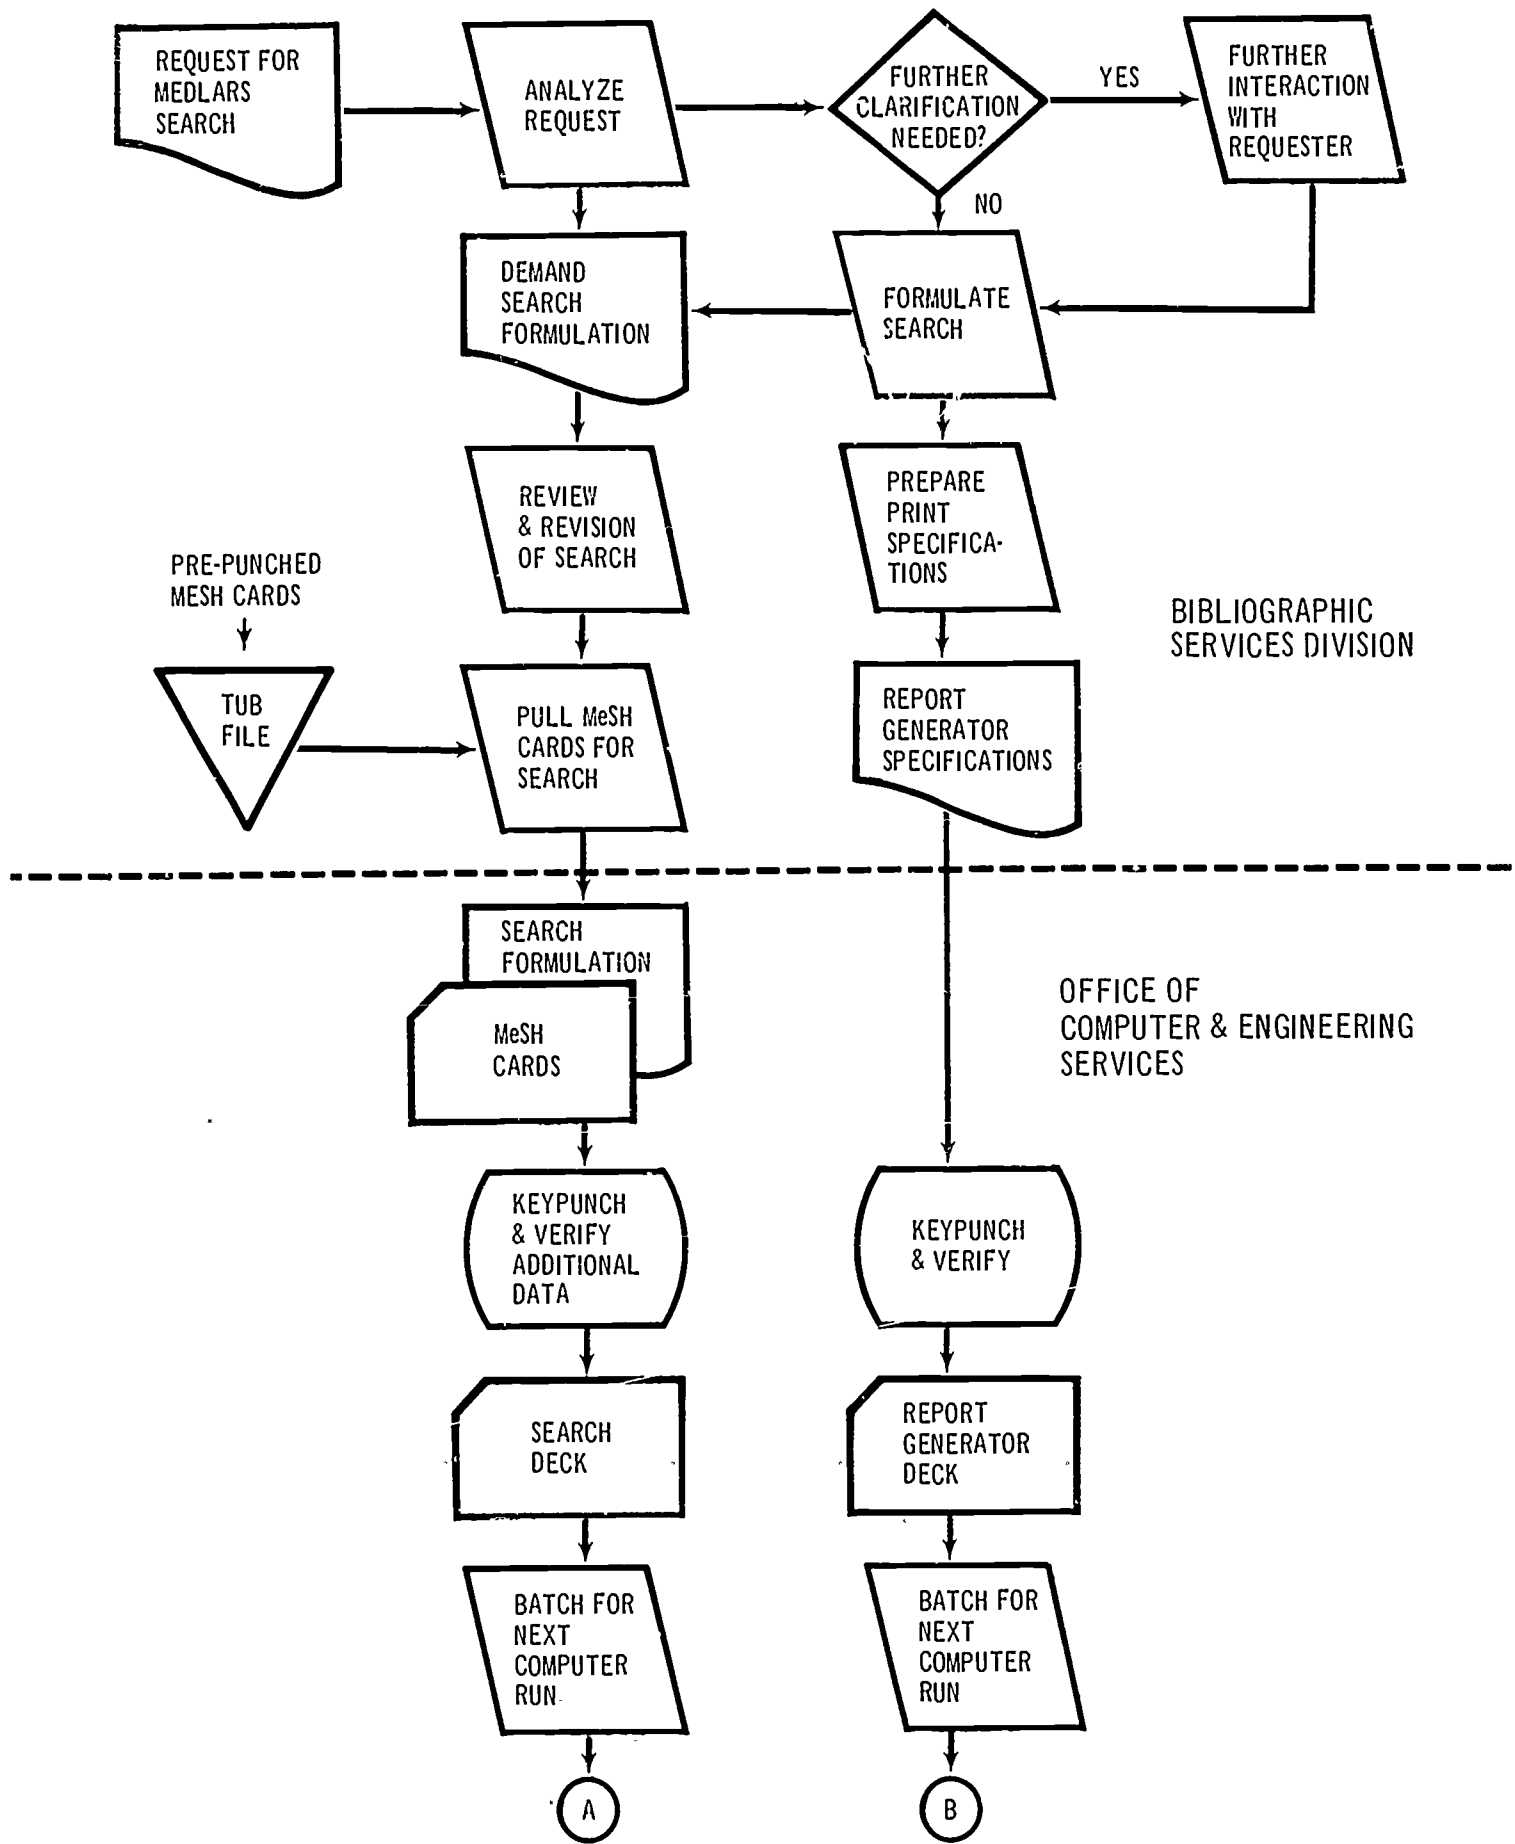 REQUEST FOR
MEDLARS
SEARCH
ANALYZE
REQUEST
FURTHER
CLARIFICATION
NEEDED?
YES
FURTHER
INTERACTION
WITH
REQUESTER
NO
DEMAND
SEARCH
FORMULATION
FORMULATE
SEARCH
REVIEW
& REVISION
OF SEARCH
PREPARE
PRINT
SPECIFICA-
TIONS
PRE-PUNCHED
MESH CARDS
BIBLIOGRAPHIC
SERVICES DIVISION
TUB
FILE
PULL MeSH
CARDS FOR
SEARCH
REPORT
GENERATOR
SPECIFICATIONS
SEARCH
FORMULATION
MeSH
CARDS
OFFICE OF
COMPUTER & ENGINEERING
SERVICES
KEYPUNCH
& VERIFY
ADDITIONAL
DATA
KEYPUNCH
& VERIFY
SEARCH
DECK
REPORT
GENERATOR
DECK
BATCH FOR
NEXT
COMPUTER
RUN
BATCH FOR
NEXT
COMPUTER
RUN
A
B